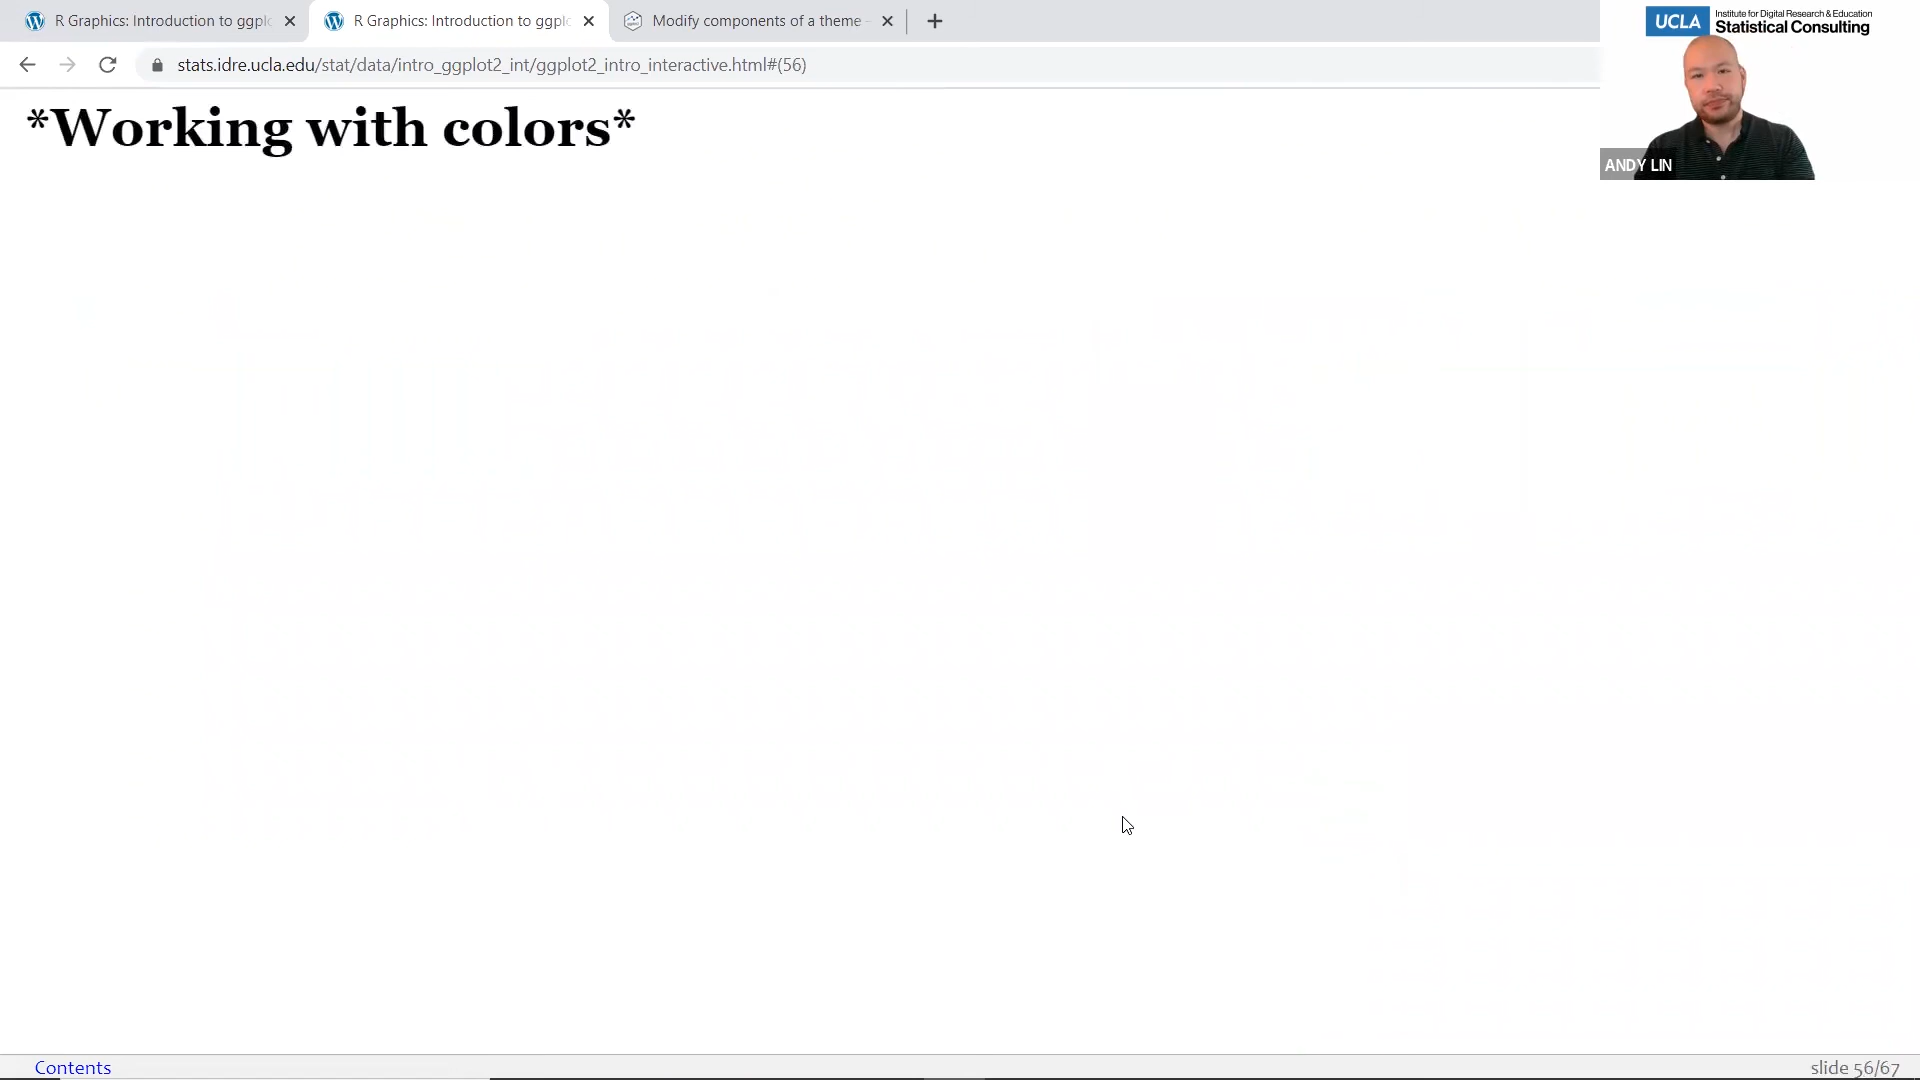 R Graphics: Introduction to ggplo
R Graphics: Introduction to ggplo
Modify components of a theme
stats.idre.ucla.edu/stat/data/intro_ggplot2_int/ggplot2_intro_interactive.html#(56)
UCLA Institute for Digital Research & Education
Statistical Consulting
ANDY LIN
*Working with colors*
Contents
slide 56/67